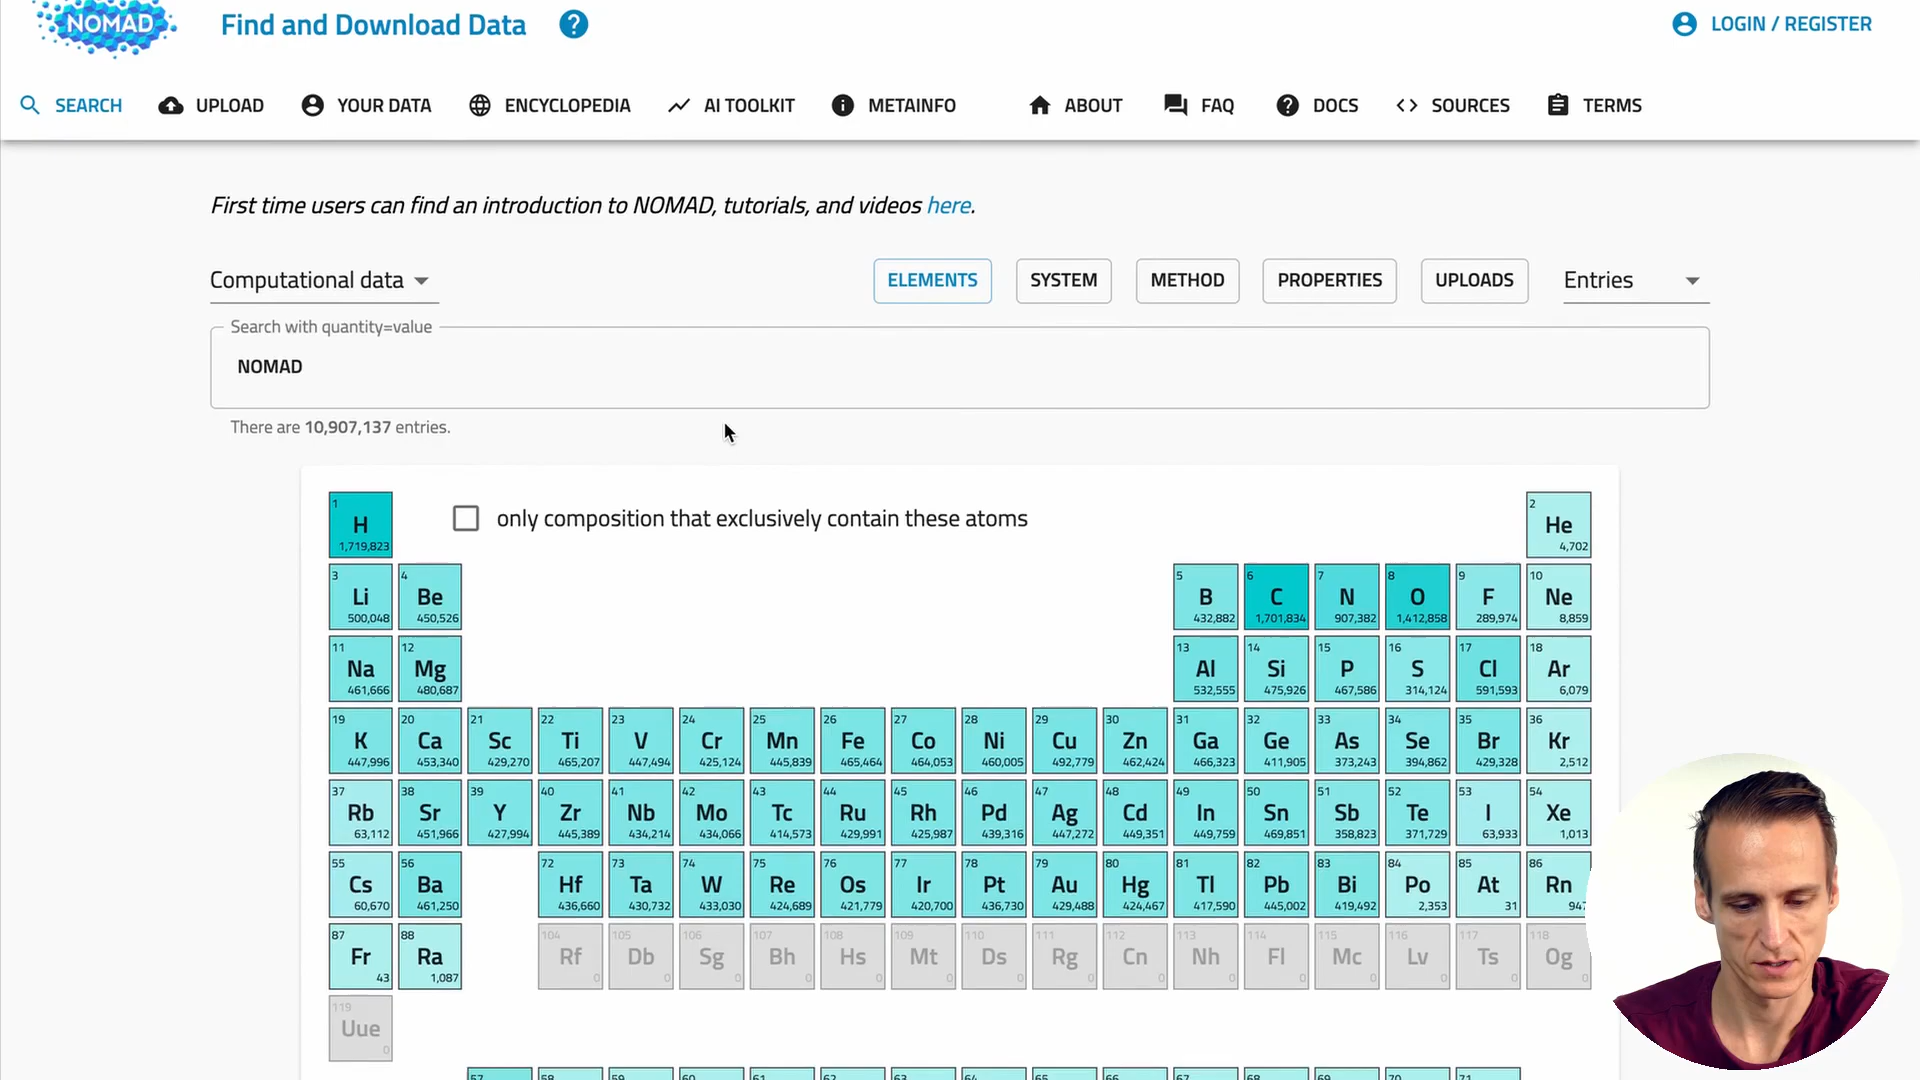 NOMAD Find and Download Data ? LOGIN / REGISTER
SEARCH UPLOAD YOUR DATA ENCYCLOPEDIA AI TOOLKIT METAINFO ABOUT FAQ DOCS SOURCES TERMS
First time users can find an introduction to NOMAD, tutorials, and videos here.
Computational data ELEMENTS SYSTEM METHOD PROPERTIES UPLOADS Entries
Search with quantity=value
NOMAD
There are 10,907,137 entries.
only composition that exclusively contain these atoms
1 2
H He
1,719,823 4,702
3 4 5 6 7 8 9 10
Li Be B C N O F Ne
500,048 450,526 432,882 1,701,834 907,382 1,412,858 289,974 8,859
11 12 13 14 15 16 17 18
Na Mg Al Si P S Cl Ar
461,666 480,687 532,555 475,926 467,586 314,124 591,593 6,079
19 20 21 22 23 24 25 26 27 28 29 30 31 32 33 34 35 36
K Ca Sc Ti V Cr Mn Fe Co Ni Cu Zn Ga Ge As Se Br Kr
447,996 453,340 429,270 465,207 447,494 425,124 445,839 465,464 464,053 460,005 492,779 462,424 466,323 411,905 373,243 394,862 429,328 2,512
37 38 39 40 41 42 43 44 45 46 47 48 49 50 51 52 53 54
Rb Sr Y Zr Nb Mo Tc Ru Rh Pd Ag Cd In Sn Sb Te I Xe
63,112 451,966 427,994 445,389 434,214 434,066 414,573 429,991 425,987 439,316 447,272 449,351 449,759 469,851 358,823 371,729 63,933 1,013
55 56 72 73 74 75 76 77 78 79 80 81 82 83 84 85 86
Cs Ba Hf Ta W Re Os Ir Pt Au Hg Tl Pb Bi Po At Rn
60,670 461,250 436,660 430,732 433,030 424,689 421,779 420,700 436,730 429,488 424,467 417,590 445,002 419,492 2,353 31 947
87 88 104 105 106 107 108 109 110 111 112 113 114 115 116 117 118
Fr Ra Rf Db Sg Bh Hs Mt Ds Rg Cn Nh Fl Mc Lv Ts Og
43 1,087 0 0 0 0 0 0 0 0 0 0 0 0 0 0 0
119
Uue
0
57 58 59 60 61 62 63 64 65 66 67 68 69 70 71